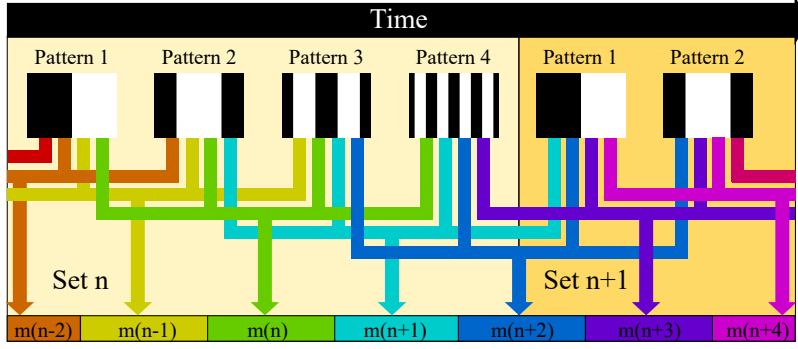 Time
Pattern 1 Pattern 2 Pattern 3 Pattern 4 Pattern 1 Pattern 2
Set n Set n+1
m(n-2) m(n-1) m(n) m(n+1) m(n+2) m(n+3) m(n+4)